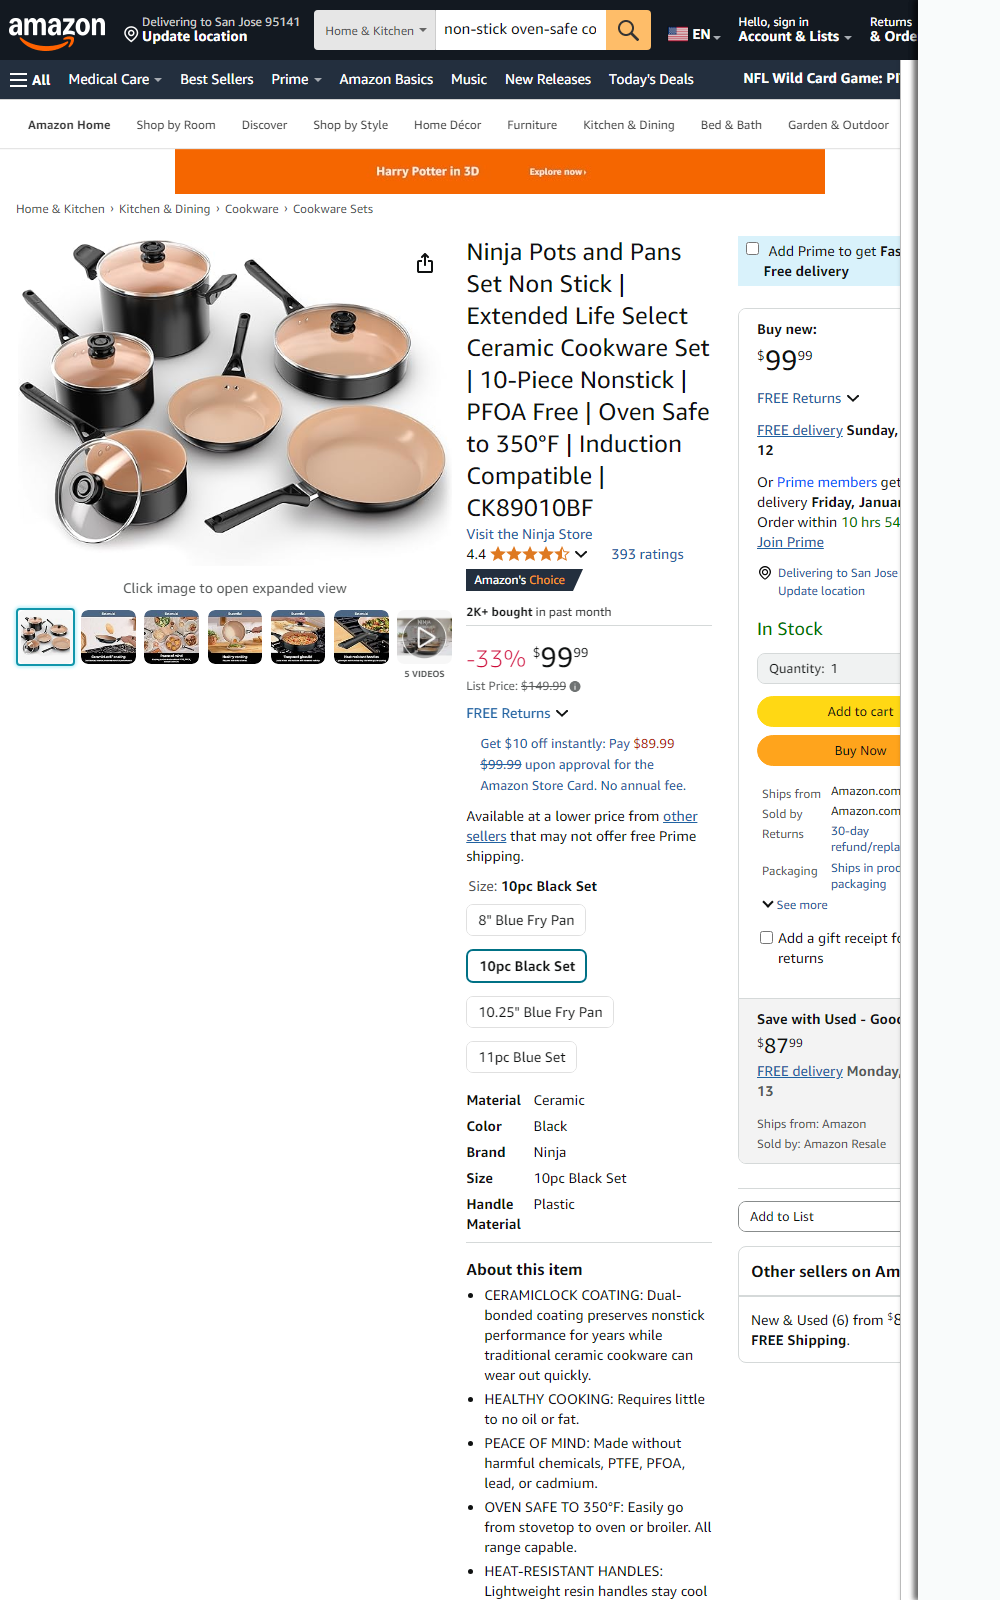 amazon
Delivering to San Jose 95141
Update location
Home & Kitchen
non-stick oven-safe co
EN
Hello, sign in
Account & Lists
Returns
& Orde
All
Medical Care
Best Sellers
Prime
Amazon Basics
Music
New Releases
Today's Deals
NFL Wild Card Game: PI
Amazon Home
Shop by Room
Discover
Shop by Style
Home Décor
Furniture
Kitchen & Dining
Bed & Bath
Garden & Outdoor
Harry Potter in 3D
Explore now ›
Home & Kitchen › Kitchen & Dining › Cookware › Cookware Sets
Click image to open expanded view
5 VIDEOS
Ninja Pots and Pans
Set Non Stick |
Extended Life Select
Ceramic Cookware Set
| 10-Piece Nonstick |
PFOA Free | Oven Safe
to 350°F | Induction
Compatible |
CK89010BF
Visit the Ninja Store
4.4
393 ratings
Amazon's Choice
2K+ bought in past month
-33% $99 99
List Price: $149.99
FREE Returns
Get $10 off instantly: Pay $89.99
$99.99 upon approval for the
Amazon Store Card. No annual fee.
Available at a lower price from other
sellers that may not offer free Prime
shipping.
Size: 10pc Black Set
8" Blue Fry Pan
10pc Black Set
10.25" Blue Fry Pan
11pc Blue Set
Material Ceramic
Color Black
Brand Ninja
Size 10pc Black Set
Handle Plastic
Material
About this item
• CERAMICLOCK COATING: Dual-
bonded coating preserves nonstick
performance for years while
traditional ceramic cookware can
wear out quickly.
• HEALTHY COOKING: Requires little
to no oil or fat.
• PEACE OF MIND: Made without
harmful chemicals, PTFE, PFOA,
lead, or cadmium.
• OVEN SAFE TO 350°F: Easily go
from stovetop to oven or broiler. All
range capable.
• HEAT-RESISTANT HANDLES:
Lightweight resin handles stay cool
Add Prime to get Fas
Free delivery
Buy new:
$99 99
FREE Returns
FREE delivery Sunday,
12
Or Prime members get
delivery Friday, Januar
Order within 10 hrs 54
Join Prime
Delivering to San Jose
Update location
In Stock
Quantity: 1
Add to cart
Buy Now
Ships from Amazon.com
Sold by Amazon.com
Returns 30-day
refund/repla
Packaging Ships in prod
packaging
See more
Add a gift receipt fo
returns
Save with Used - Good
$87 99
FREE delivery Monday,
13
Ships from: Amazon
Sold by: Amazon Resale
Add to List
Other sellers on Am
New & Used (6) from $8
FREE Shipping.